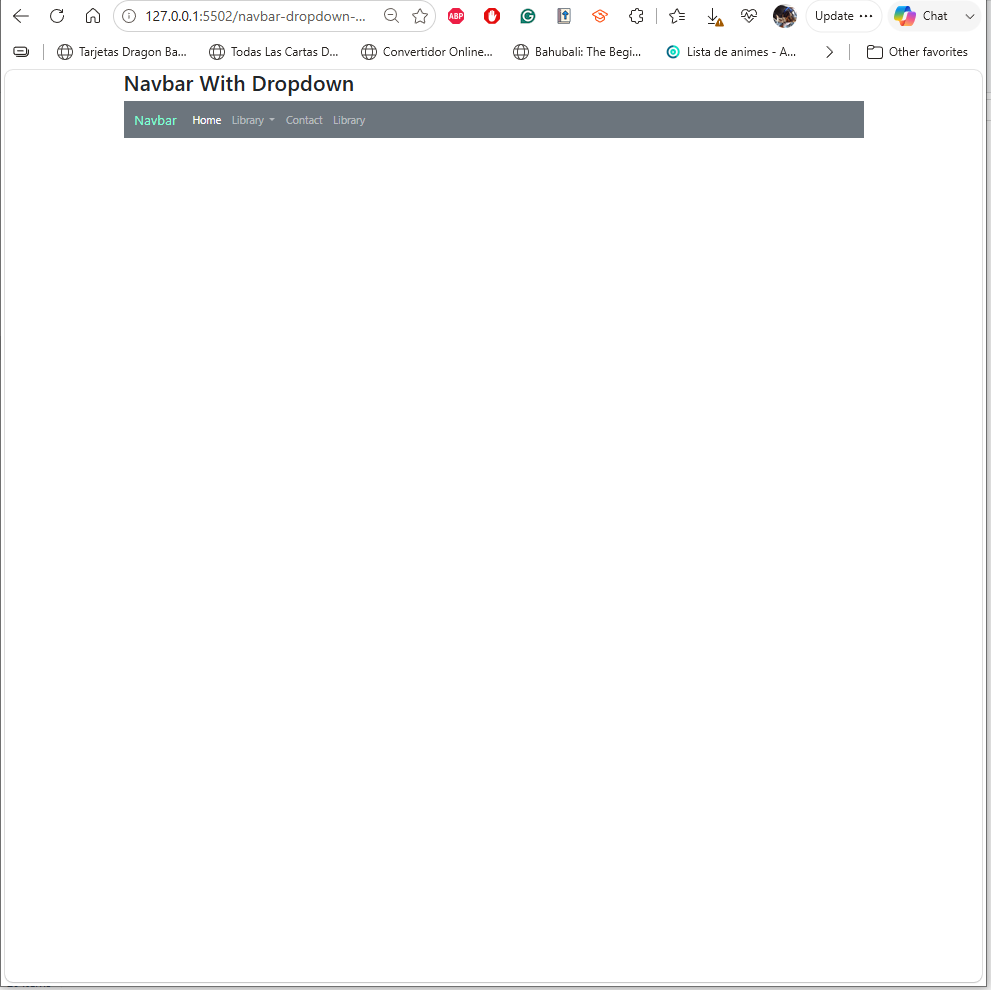 127.0.0.1:5502/navbar-dropdown-... ABP Update ... Chat
Tarjetas Dragon Ba... Todas Las Cartas D... Convertidor Online... Bahubali: The Begi... Lista de animes - A... Other favorites
Navbar With Dropdown
Navbar Home Library Contact Library